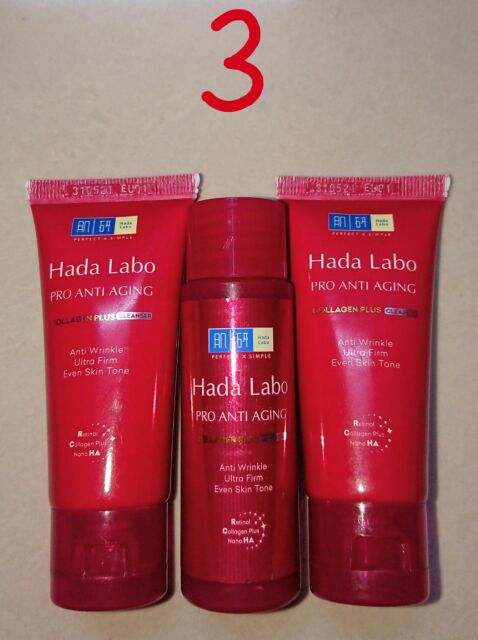 3
310521 EU01
Hada
Labo
PERFECT × SIMPLE
Hada Labo
PRO ANTI AGING
COLLAGEN PLUS CLEANSER
Anti Wrinkle
Ultra Firm
Even Skin Tone
Retinol
Collagen Plus
Nano HA
Hada
Labo
PERFECT × SIMPLE
Hada Labo
PRO ANTI AGING
COLLAGEN PLUS
Anti Wrinkle
Ultra Firm
Even Skin Tone
Retinol
Collagen Plus
Nano HA
310521 EU01
Hada
Labo
PERFECT × SIMPLE
Hada Labo
PRO ANTI AGING
COLLAGEN PLUS CLEANSER
Anti Wrinkle
Ultra Firm
Even Skin Tone
Retinol
Collagen Plus
Nano HA